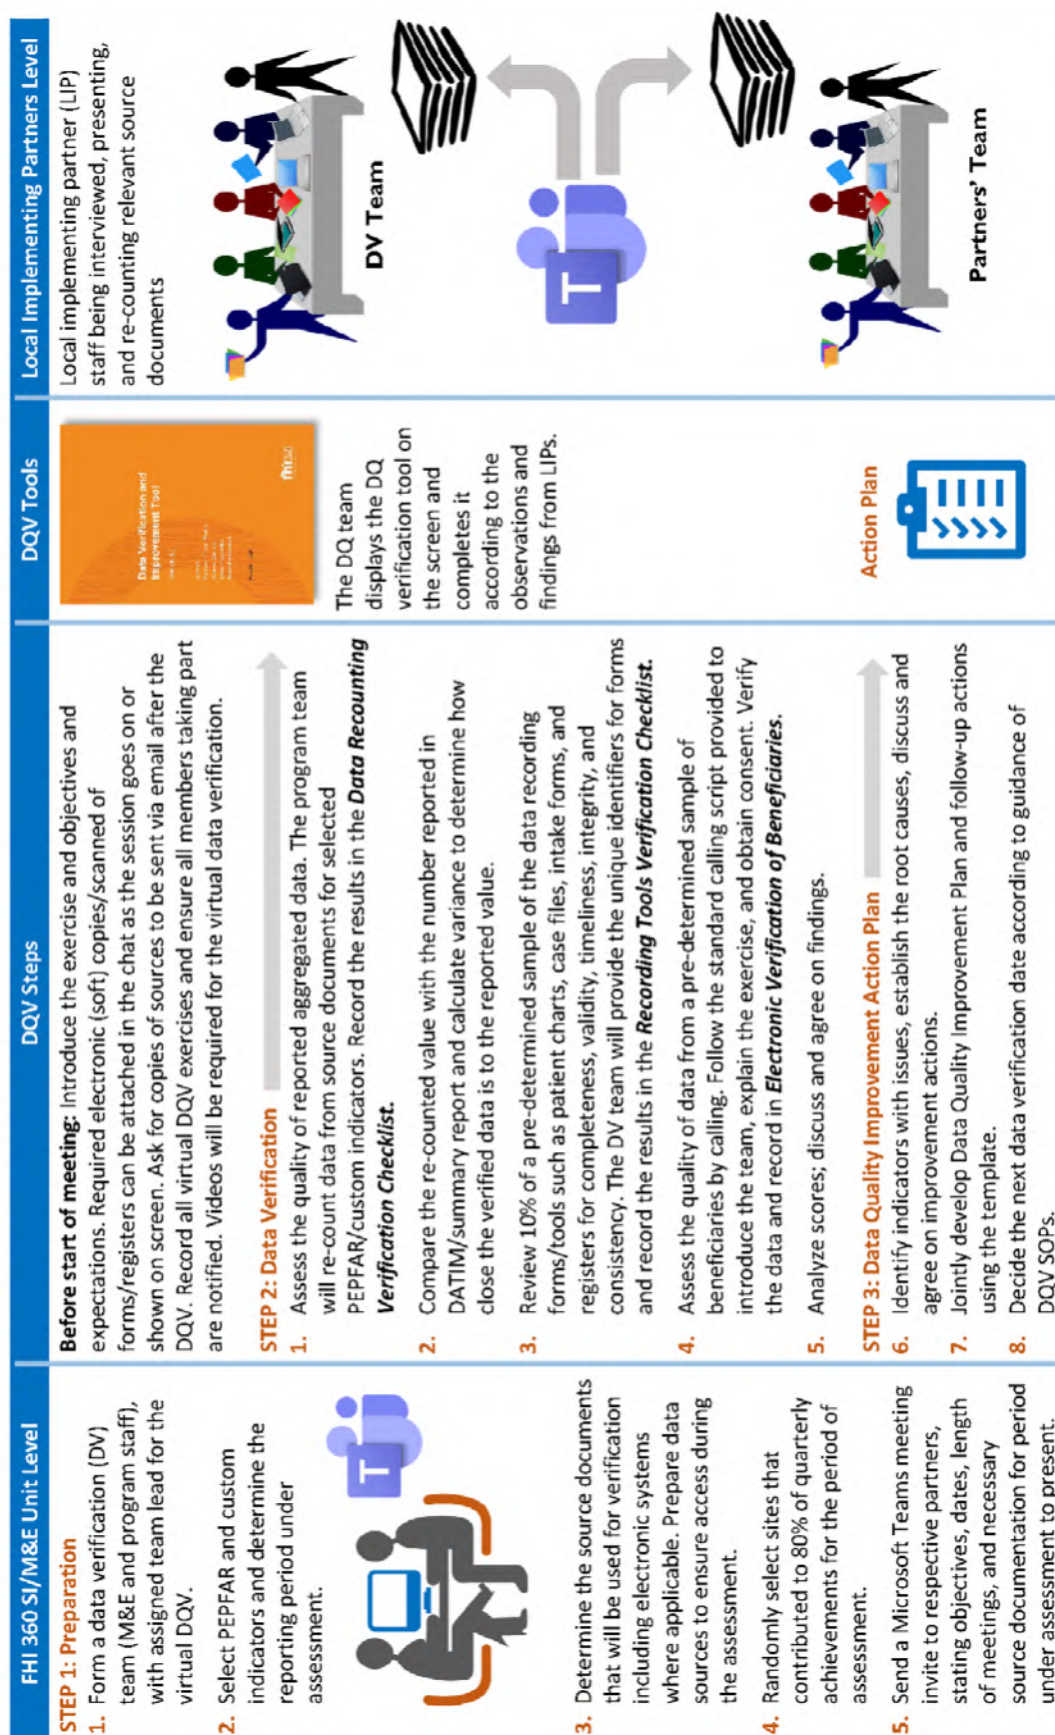 FHI 360 SI/M&E Unit Level
STEP 1: Preparation
1. Form a data verification (DV)
team (M&E and program staff),
with assigned team lead for the
virtual DQV.
2. Select PEPFAR and custom
indicators and determine the
reporting period under
assessment.
T
3. Determine the source documents
that will be used for verification
including electronic systems
where applicable. Prepare data
sources to ensure access during
the assessment.
4. Randomly select sites that
contributed to 80% of quarterly
achievements for the period of
assessment.
5. Send a Microsoft Teams meeting
invite to respective partners,
stating objectives, dates, length
of meetings, and necessary
source documentation for period
under assessment to present.
DQV Steps
Before start of meeting: Introduce the exercise and objectives and
expectations. Required electronic (soft) copies/scanned of
forms/registers can be attached in the chat as the session goes on or
shown on screen. Ask for copies of sources to be sent via email after the
DQV. Record all virtual DQV exercises and ensure all members taking part
are notified. Videos will be required for the virtual data verification.
STEP 2: Data Verification
1. Assess the quality of reported aggregated data. The program team
will re-count data from source documents for selected
PEPFAR/custom indicators. Record the results in the Data Recounting
Verification Checklist.
2. Compare the re-counted value with the number reported in
DATIM/summary report and calculate variance to determine how
close the verified data is to the reported value.
3. Review 10% of a pre-determined sample of the data recording
forms/tools such as patient charts, case files, intake forms, and
registers for completeness, validity, timeliness, integrity, and
consistency. The DV team will provide the unique identifiers for forms
and record the results in the Recording Tools Verification Checklist.
4. Assess the quality of data from a pre-determined sample of
beneficiaries by calling. Follow the standard calling script provided to
introduce the team, explain the exercise, and obtain consent. Verify
the data and record in Electronic Verification of Beneficiaries.
5. Analyze scores; discuss and agree on findings.
STEP 3: Data Quality Improvement Action Plan
6. Identify indicators with issues, establish the root causes, discuss and
agree on improvement actions.
7. Jointly develop Data Quality Improvement Plan and follow-up actions
using the template.
8. Decide the next data verification date according to guidance of
DQV SOPs.
DQV Tools
Data Verification and
Improvement Tool
fhi360
The DQ team
displays the DQ
verification tool on
the screen and
completes it
according to the
observations and
findings from LIPs.
Action Plan
Local Implementing Partners Level
Local implementing partner (LIP)
staff being interviewed, presenting,
and re-counting relevant source
documents
DV Team
T
Partners' Team